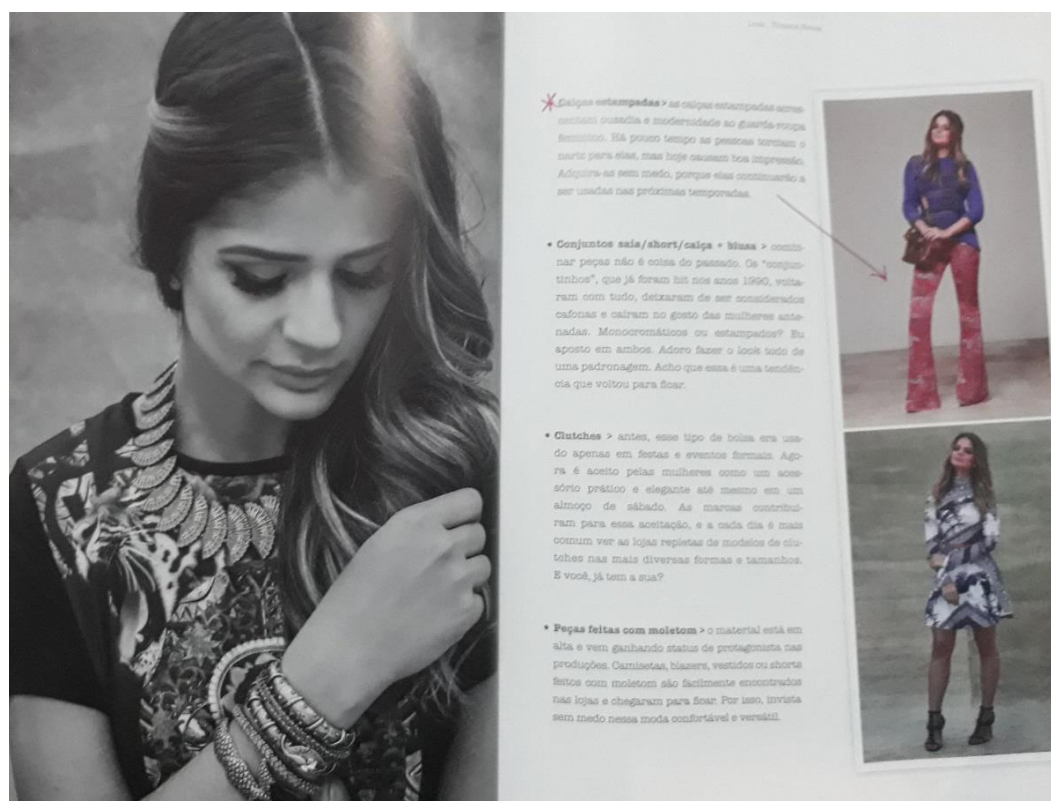 Look
* Calças estampadas > as calças estampadas acres-
centam ousadia e modernidade ao guarda-roupa
feminino. Há pouco tempo as pessoas torciam o
nariz para elas, mas hoje causam boa impressão.
Adquira-as sem medo, porque elas continuarão a
ser usadas nas próximas temporadas.
• Conjuntos saia/short/calça + blusa > combi-
nar peças não é coisa do passado. Os "conjun-
tinhos", que já foram hit nos anos 1990, volta-
ram com tudo, deixaram de ser considerados
cafonas e caíram no gosto das mulheres ante-
nadas. Monocromáticos ou estampados? Eu
aposto em ambos. Adoro fazer o look todo de
uma padronagem. Acho que essa é uma tendên-
cia que voltou para ficar.
• Clutches > antes, esse tipo de bolsa era usa-
do apenas em festas e eventos formais. Ago-
ra é aceito pelas mulheres como um aces-
sório prático e elegante até mesmo em um
almoço de sábado. As marcas contribuí-
ram para essa aceitação, e a cada dia é mais
comum ver as lojas repletas de modelos de clu-
tches nas mais diversas formas e tamanhos.
E você, já tem a sua?
• Peças feitas com moletom > o material está em
alta e vem ganhando status de protagonista nas
produções. Camisetas, blazers, vestidos ou shorts
feitos com moletom são facilmente encontrados
nas lojas e chegaram para ficar. Por isso, invista
sem medo nessa moda confortável e versátil.